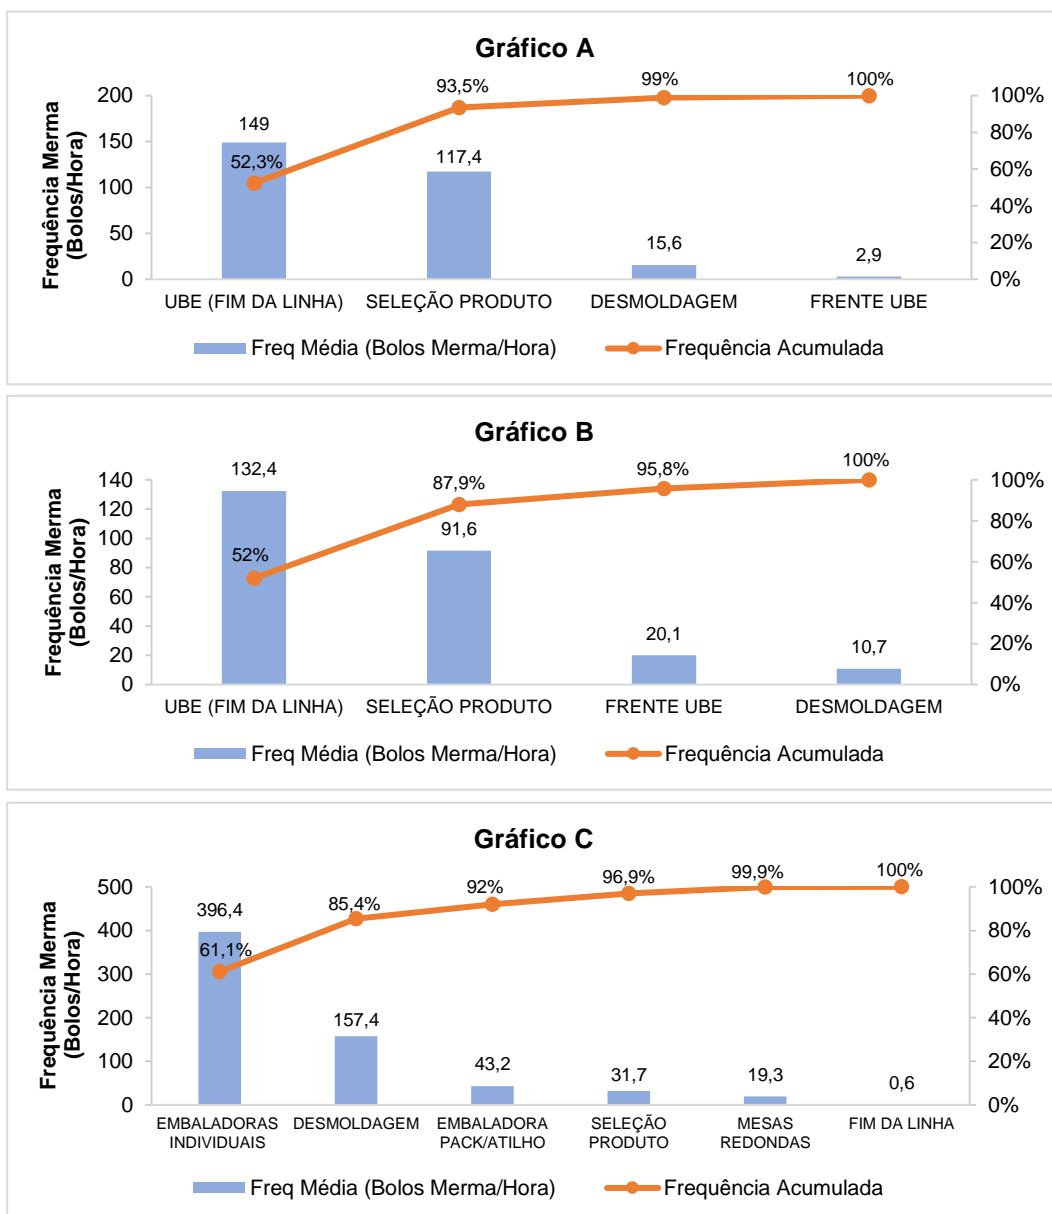 Gráfico A
Frequência Merma
(Bolos/Hora)
200
150
100
50
0
149
117,4
15,6
2,9
52,3%
93,5%
99%
100%
100%
80%
60%
40%
20%
0%
UBE (FIM DA LINHA)
SELEÇÃO PRODUTO
DESMOLDAGEM
FRENTE UBE
Freq Média (Bolos Merma/Hora)
Frequência Acumulada
Gráfico B
Frequência Merma
(Bolos/Hora)
140
120
100
80
60
40
20
0
132,4
91,6
20,1
10,7
52%
87,9%
95,8%
100%
100%
80%
60%
40%
20%
0%
UBE (FIM DA LINHA)
SELEÇÃO PRODUTO
FRENTE UBE
DESMOLDAGEM
Freq Média (Bolos Merma/Hora)
Frequência Acumulada
Gráfico C
Frequência Merma
(Bolos/Hora)
500
400
300
200
100
0
396,4
157,4
43,2
31,7
19,3
0,6
61,1%
85,4%
92%
96,9%
99,9%
100%
100%
80%
60%
40%
20%
0%
EMBALADORAS
INDIVIDUAIS
DESMOLDAGEM
EMBALADORA
PACK/ATILHO
SELEÇÃO
PRODUTO
MESAS
REDONDAS
FIM DA LINHA
Freq Média (Bolos Merma/Hora)
Frequência Acumulada